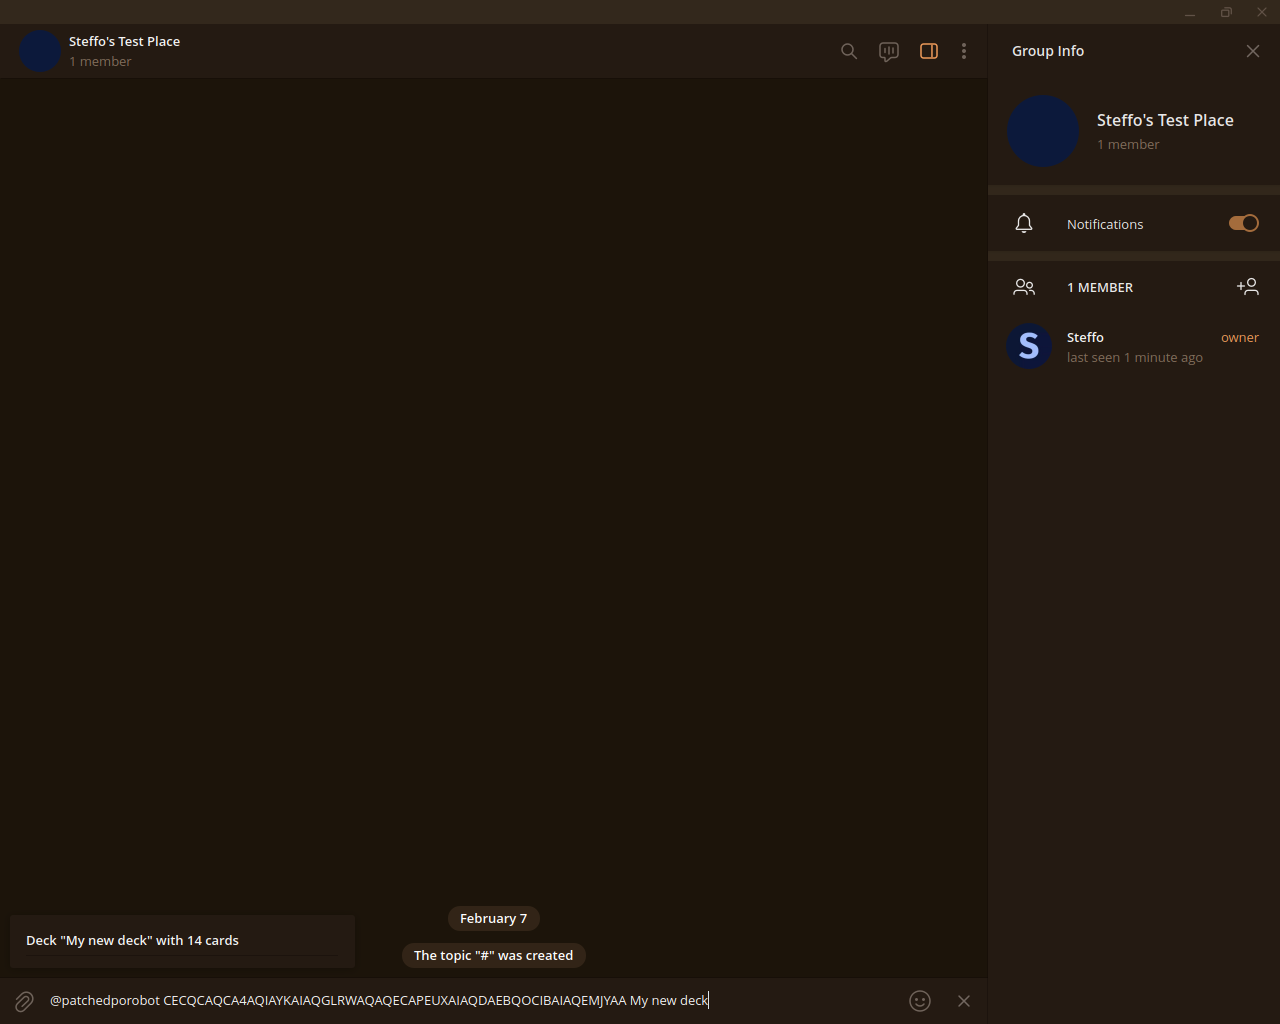 Steffo's Test Place
1 member
Group Info
Steffo's Test Place
1 member
Notifications
1 MEMBER
S
Steffo
owner
last seen 1 minute ago
February 7
Deck "My new deck" with 14 cards
The topic "#" was created
@patchedporobot CECQCAQCA4AQIAYKAIAQGLRWAQAQECAPEUXAIAQDAEBQOCIBAIAQEMJYAA My new deck